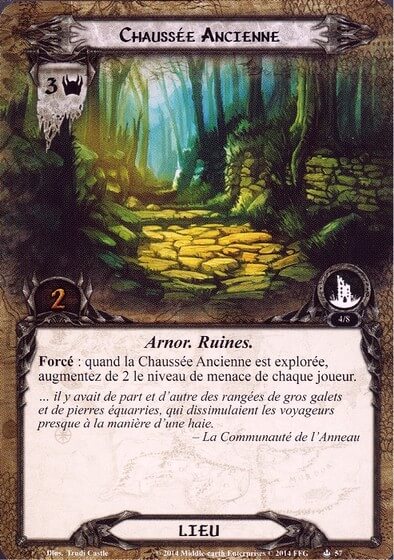 Chaussée Ancienne
3
2
4/8
Arnor. Ruines.
Forcé : quand la Chaussée Ancienne est explorée,
augmentez de 2 le niveau de menace de chaque joueur.
… il y avait de part et d'autre des rangées de gros galets
et de pierres équarries, qui dissimulaient les voyageurs
presque à la manière d'une haie.
– La Communauté de l'Anneau
LIEU
Illus. Trudi Castle
© 2014 Middle-earth Enterprises © 2014 FFG
57